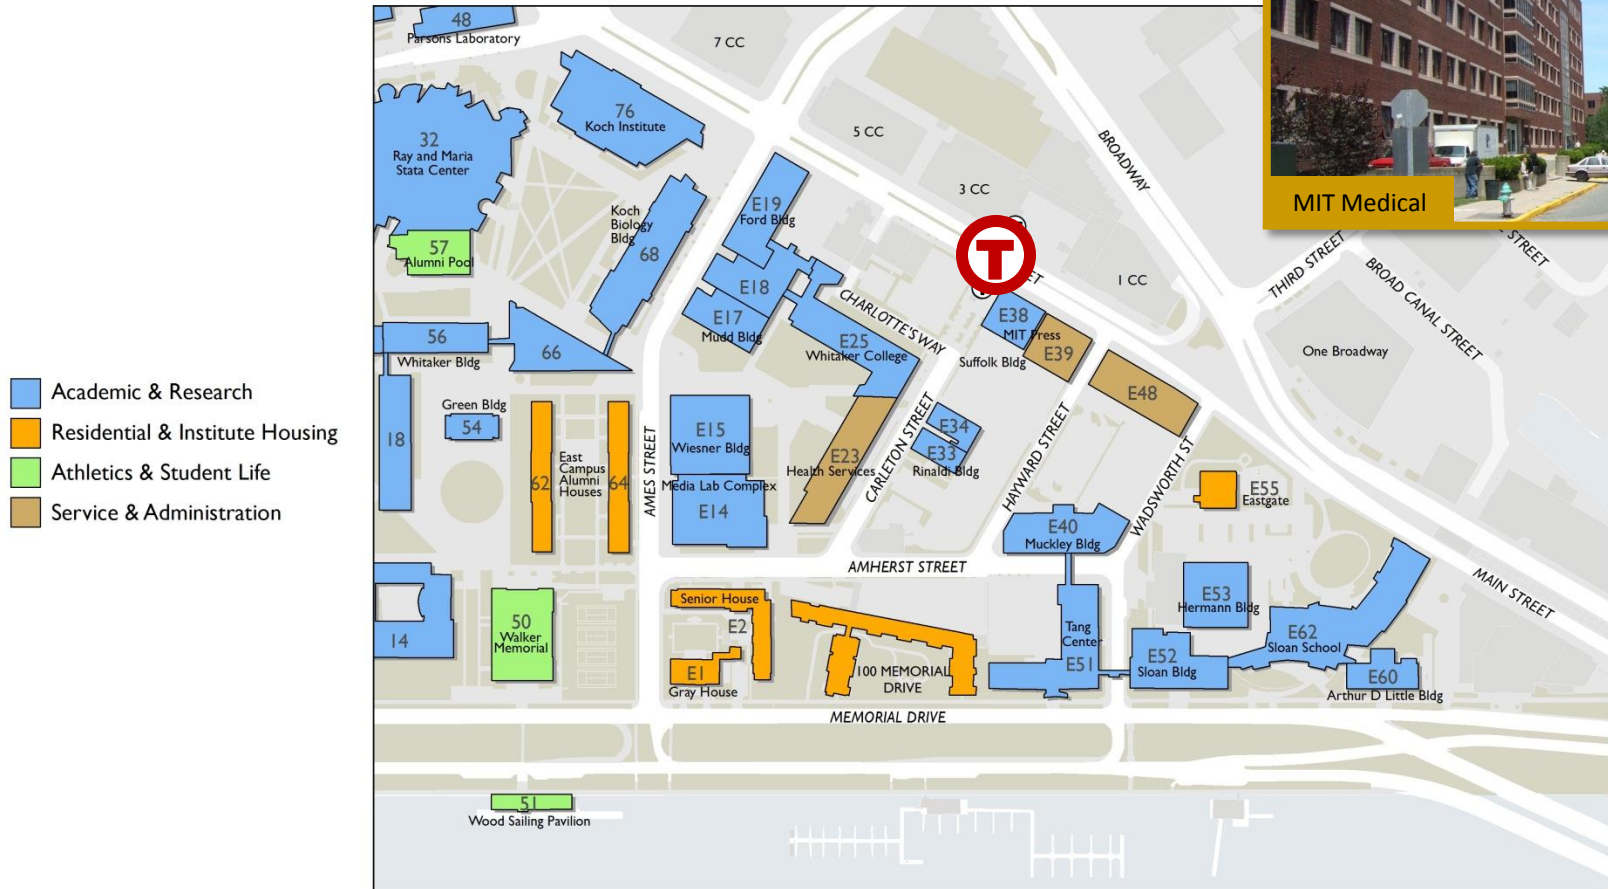 48
Parsons Laboratory
7 CC
76
Koch Institute
32
Ray and Maria
Stata Center
5 CC
BROADWAY
3 CC
MIT Medical
E19
Ford Bldg
Koch
Biology
Bldg
68
57
Alumni Pool
T
EET
1 CC
THIRD STREET
BROAD CANAL STREET
STREET
E18
E17
Mudd Bldg
CHARLOTTE'S WAY
E38
MIT Press
E39
Suffolk Bldg
E25
Whitaker College
56
Whitaker Bldg
66
One Broadway
E48
Academic & Research
Residential & Institute Housing
Athletics & Student Life
Service & Administration
Green Bldg
54
18
62
East
Campus
Alumni
Houses
64
AMES STREET
E15
Wiesner Bldg
Media Lab Complex
E14
E23
Health Services
CARLETON STREET
E34
E33
Rinaldi Bldg
HAYWARD STREET
WADSWORTH ST
E55
Eastgate
E40
Muckley Bldg
AMHERST STREET
MAIN STREET
14
50
Walker
Memorial
Senior House
E2
E1
Gray House
100 MEMORIAL
DRIVE
Tang
Center
E51
E52
Sloan Bldg
E53
Hermann Bldg
E62
Sloan School
E60
Arthur D Little Bldg
MEMORIAL DRIVE
51
Wood Sailing Pavilion